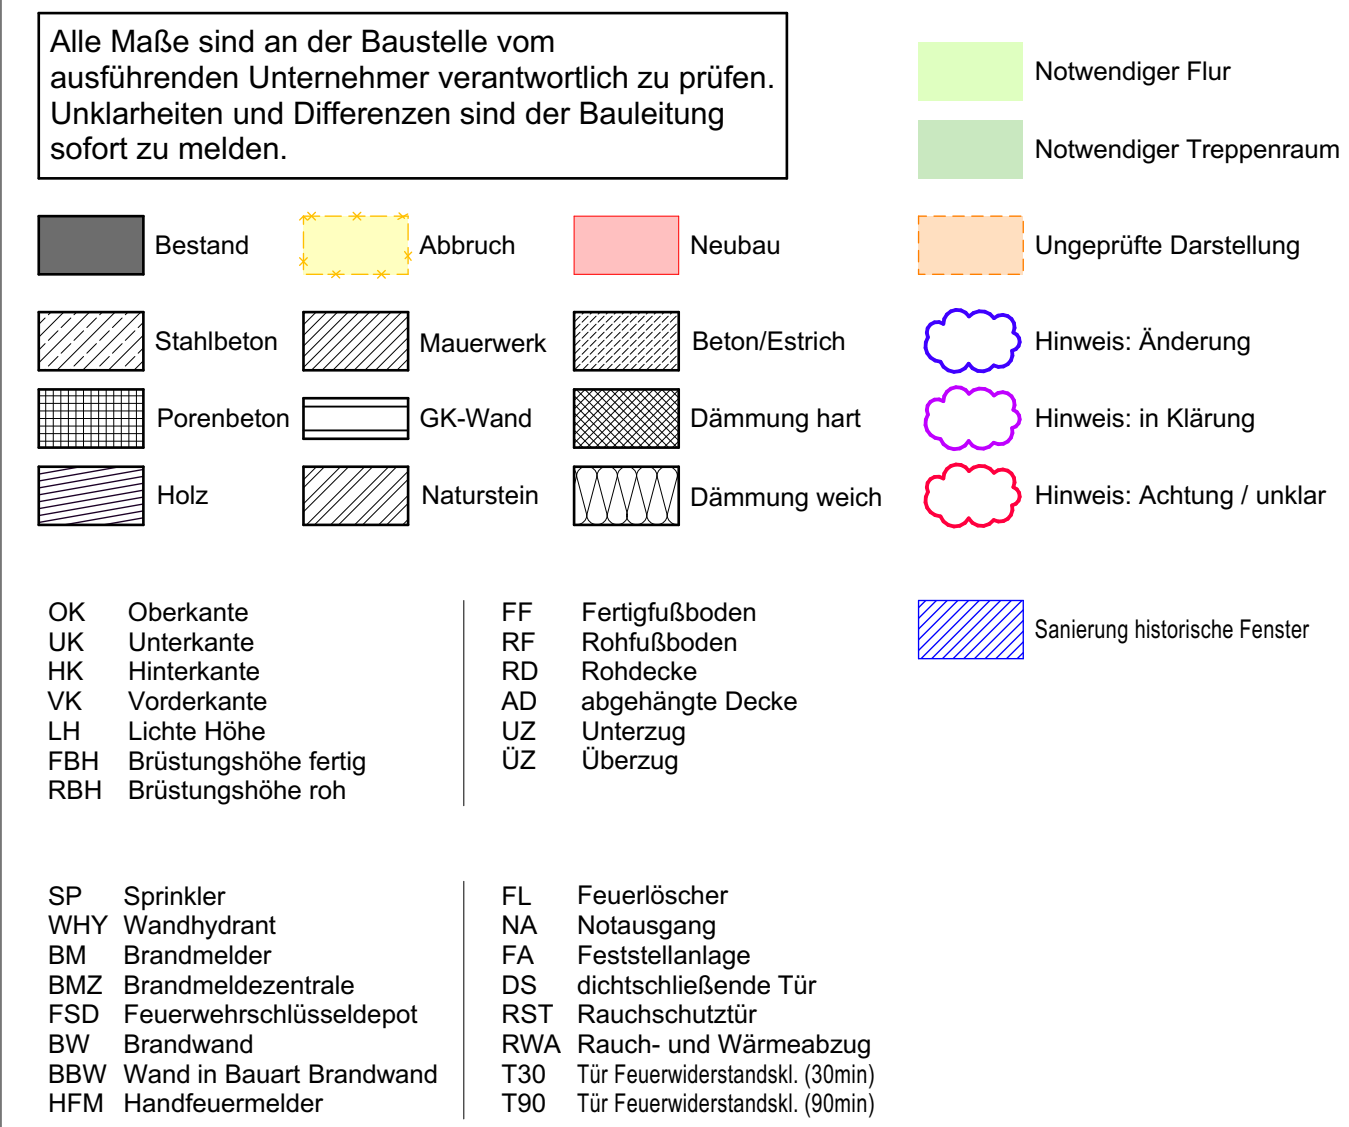 Alle Maße sind an der Baustelle vom
ausführenden Unternehmer verantwortlich zu prüfen.
Unklarheiten und Differenzen sind der Bauleitung
sofort zu melden.
Notwendiger Flur
Notwendiger Treppenraum
Bestand
Abbruch
Neubau
Ungeprüfte Darstellung
Stahlbeton
Mauerwerk
Beton/Estrich
Hinweis: Änderung
Porenbeton
GK-Wand
Dämmung hart
Hinweis: in Klärung
Holz
Naturstein
Dämmung weich
Hinweis: Achtung / unklar
OK Oberkante
UK Unterkante
HK Hinterkante
VK Vorderkante
LH Lichte Höhe
FBH Brüstungshöhe fertig
RBH Brüstungshöhe roh
FF Fertigfußboden
RF Rohfußboden
RD Rohdecke
AD abgehängte Decke
UZ Unterzug
ÜZ Überzug
Sanierung historische Fenster
SP Sprinkler
WHY Wandhydrant
BM Brandmelder
BMZ Brandmeldezentrale
FSD Feuerwehrschlüsseldepot
BW Brandwand
BBW Wand in Bauart Brandwand
HFM Handfeuermelder
FL Feuerlöscher
NA Notausgang
FA Feststellanlage
DS dichtschließende Tür
RST Rauchschutztür
RWA Rauch- und Wärmeabzug
T30 Tür Feuerwiderstandskl. (30min)
T90 Tür Feuerwiderstandskl. (90min)